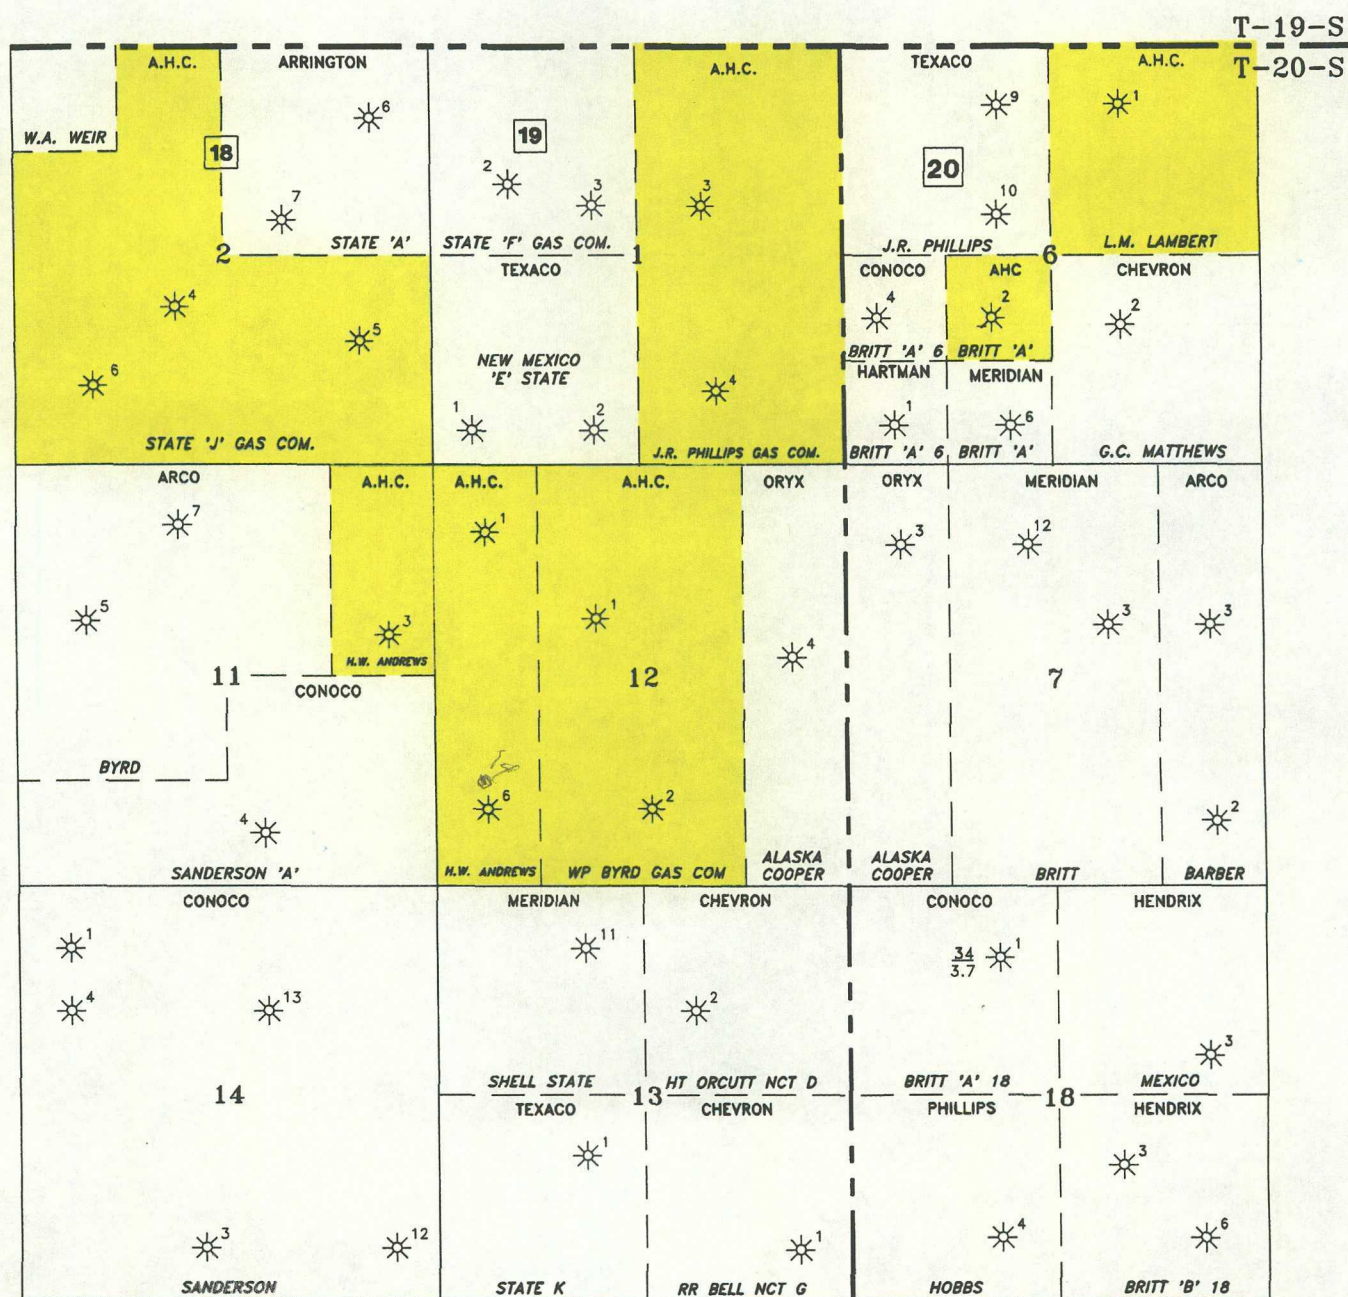 T-19-S
T-20-S
A.H.C.
ARRINGTON
6
W.A. WEIR
18
7
STATE 'A'
2
4
5
6
STATE 'J' GAS COM.
19
2
3
STATE 'F' GAS COM.
1
TEXACO
NEW MEXICO
'E' STATE
1
2
A.H.C.
3
4
J.R. PHILLIPS GAS COM.
TEXACO
9
20
10
J.R. PHILLIPS
6
A.H.C.
1
L.M. LAMBERT
CONOCO
4
BRITT 'A' 6
AHC
2
BRITT 'A'
CHEVRON
2
G.C. MATTHEWS
HARTMAN
1
BRITT 'A' 6
MERIDIAN
6
BRITT 'A'
ARCO
7
5
11
BYRD
A.H.C.
3
H.W. ANDREWS
CONOCO
4
SANDERSON 'A'
A.H.C.
1
6
H.W. ANDREWS
A.H.C.
1
12
2
WP BYRD GAS COM
ORYX
4
ALASKA
COOPER
ORYX
3
ALASKA
COOPER
MERIDIAN
12
3
7
BRITT
ARCO
3
2
BARBER
CONOCO
1
4
13
14
3
12
SANDERSON
MERIDIAN
11
SHELL STATE
13
CHEVRON
2
HT ORCUTT NCT D
TEXACO
1
STATE K
CHEVRON
1
RR BELL NCT G
CONOCO
34
3.7
1
BRITT 'A' 18
18
HENDRIX
3
MEXICO
PHILLIPS
4
HOBBS
HENDRIX
3
6
BRITT 'B' 18